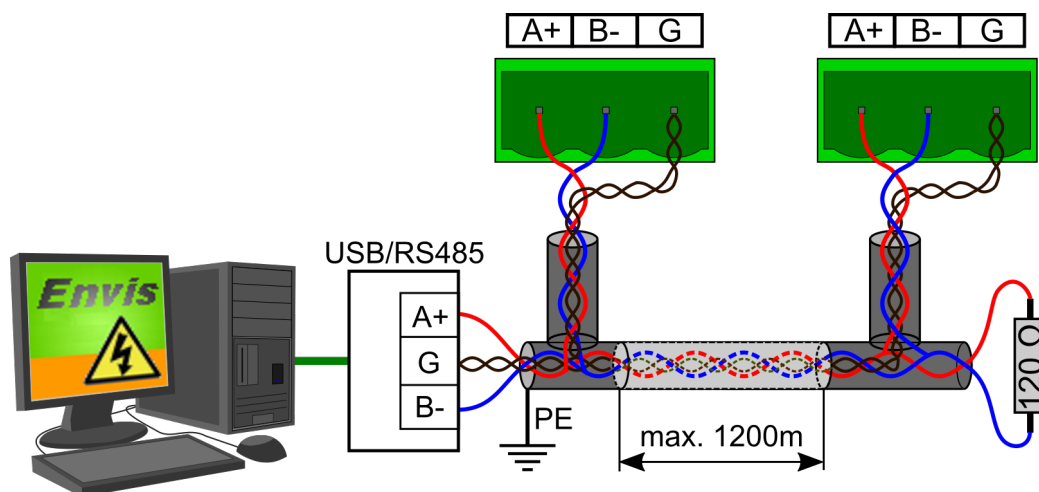 A+ B- G
A+ B- G
USB/RS485
Envis
A+
G
B-
PE
max. 1200m
120 Ω